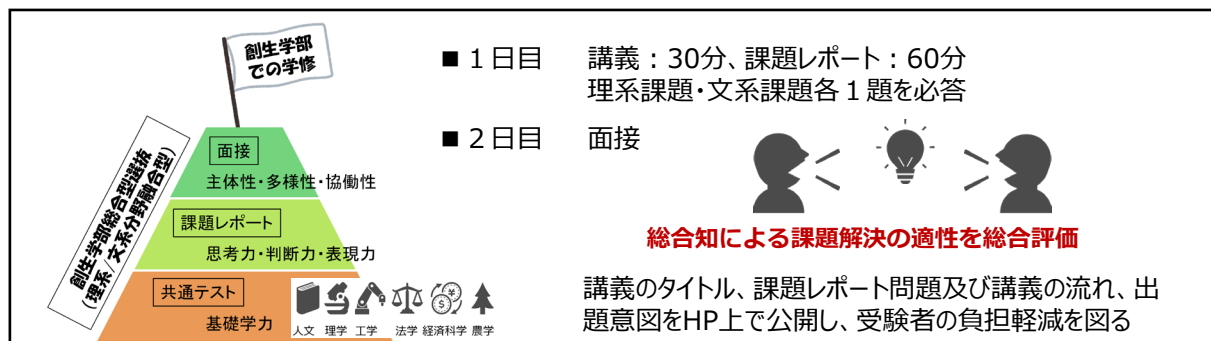 創生学部
での学修
創生学部総合型選抜
(理系/文系分野融合型)
面接
主体性・多様性・協働性
課題レポート
思考力・判断力・表現力
共通テスト
基礎学力
人文 理学 工学 法学 経済科学 農学
■１日目 講義：30分、課題レポート：60分
理系課題・文系課題各１題を必答
■２日目 面接
総合知による課題解決の適性を総合評価
講義のタイトル、課題レポート問題及び講義の流れ、出
題意図をHP上で公開し、受験者の負担軽減を図る